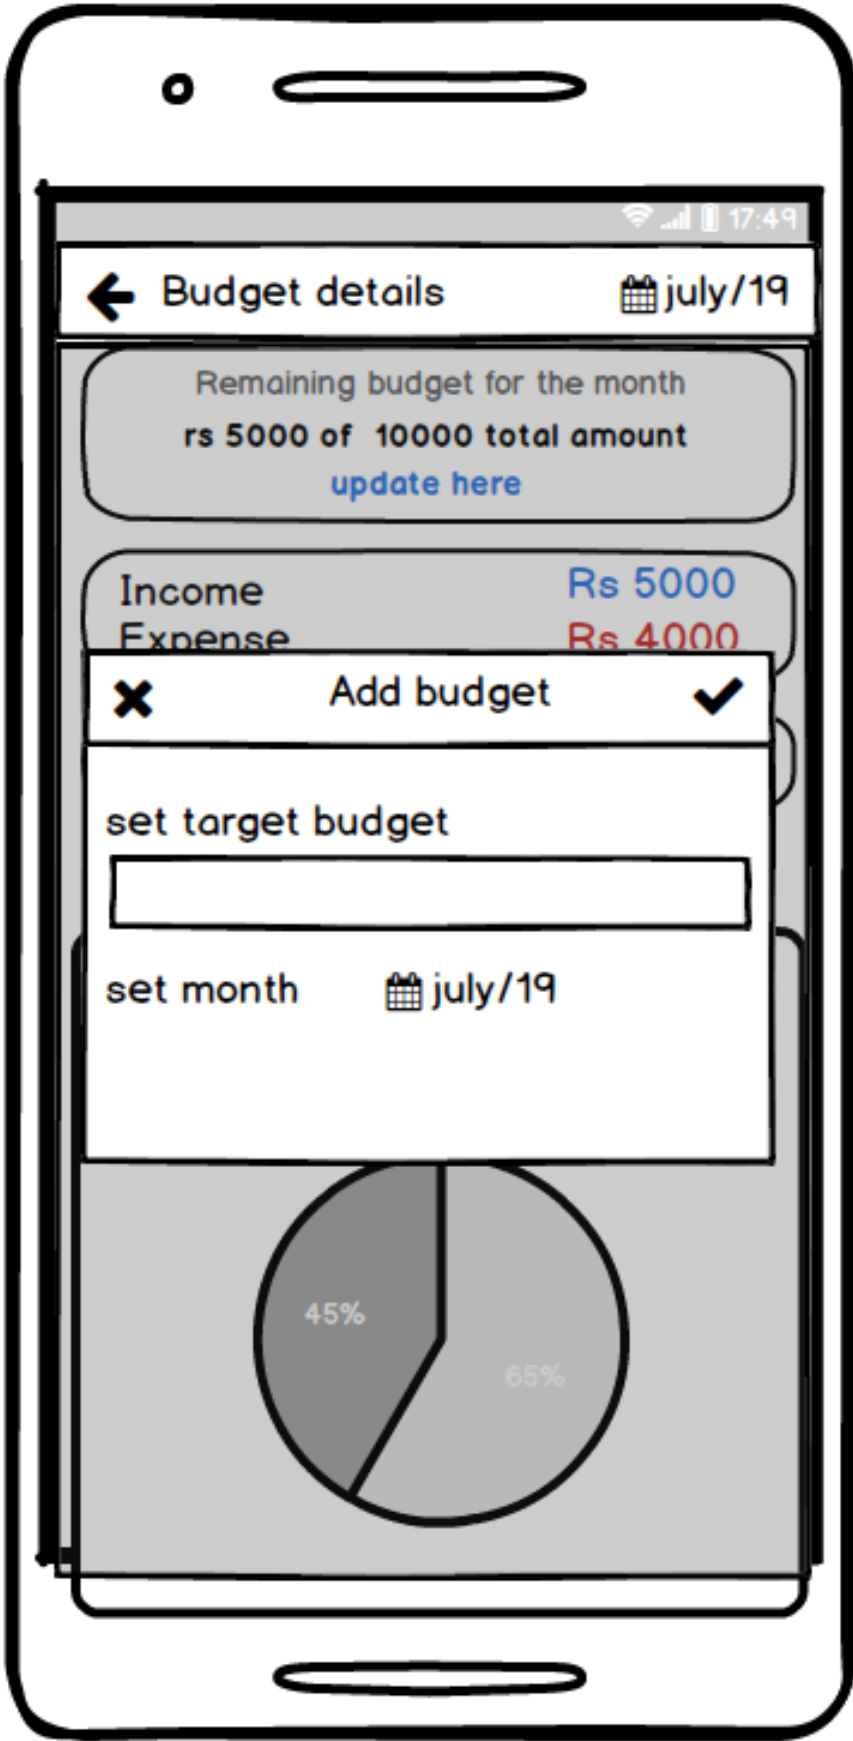 17:49
Budget details july/19
Remaining budget for the month
rs 5000 of 10000 total amount
update here
Income Rs 5000
Expense Rs 4000
Add budget
set target budget
set month july/19
45%
65%